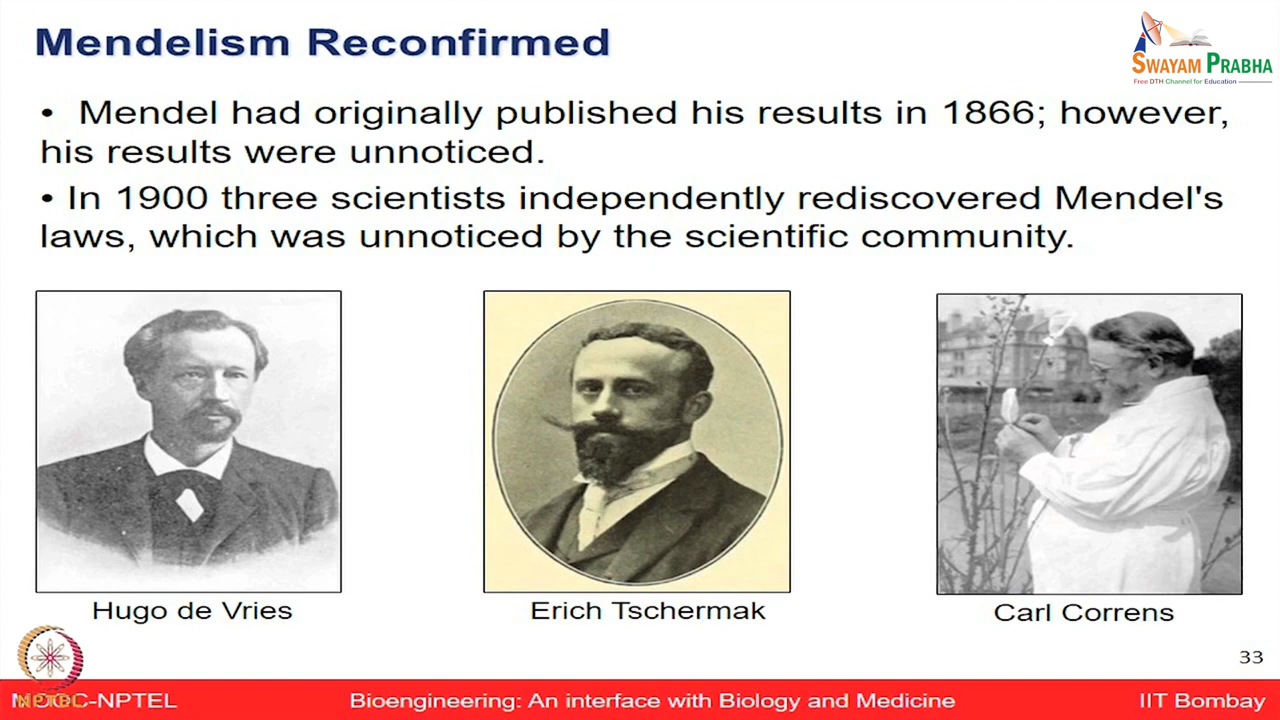 Mendelism Reconfirmed
SWAYAM PRABHA
Free DTH Channel for Education
• Mendel had originally published his results in 1866; however,
his results were unnoticed.
• In 1900 three scientists independently rediscovered Mendel's
laws, which was unnoticed by the scientific community.
Hugo de Vries
Erich Tschermak
Carl Correns
33
NPTEL
MOOC-NPTEL
Bioengineering: An interface with Biology and Medicine
IIT Bombay